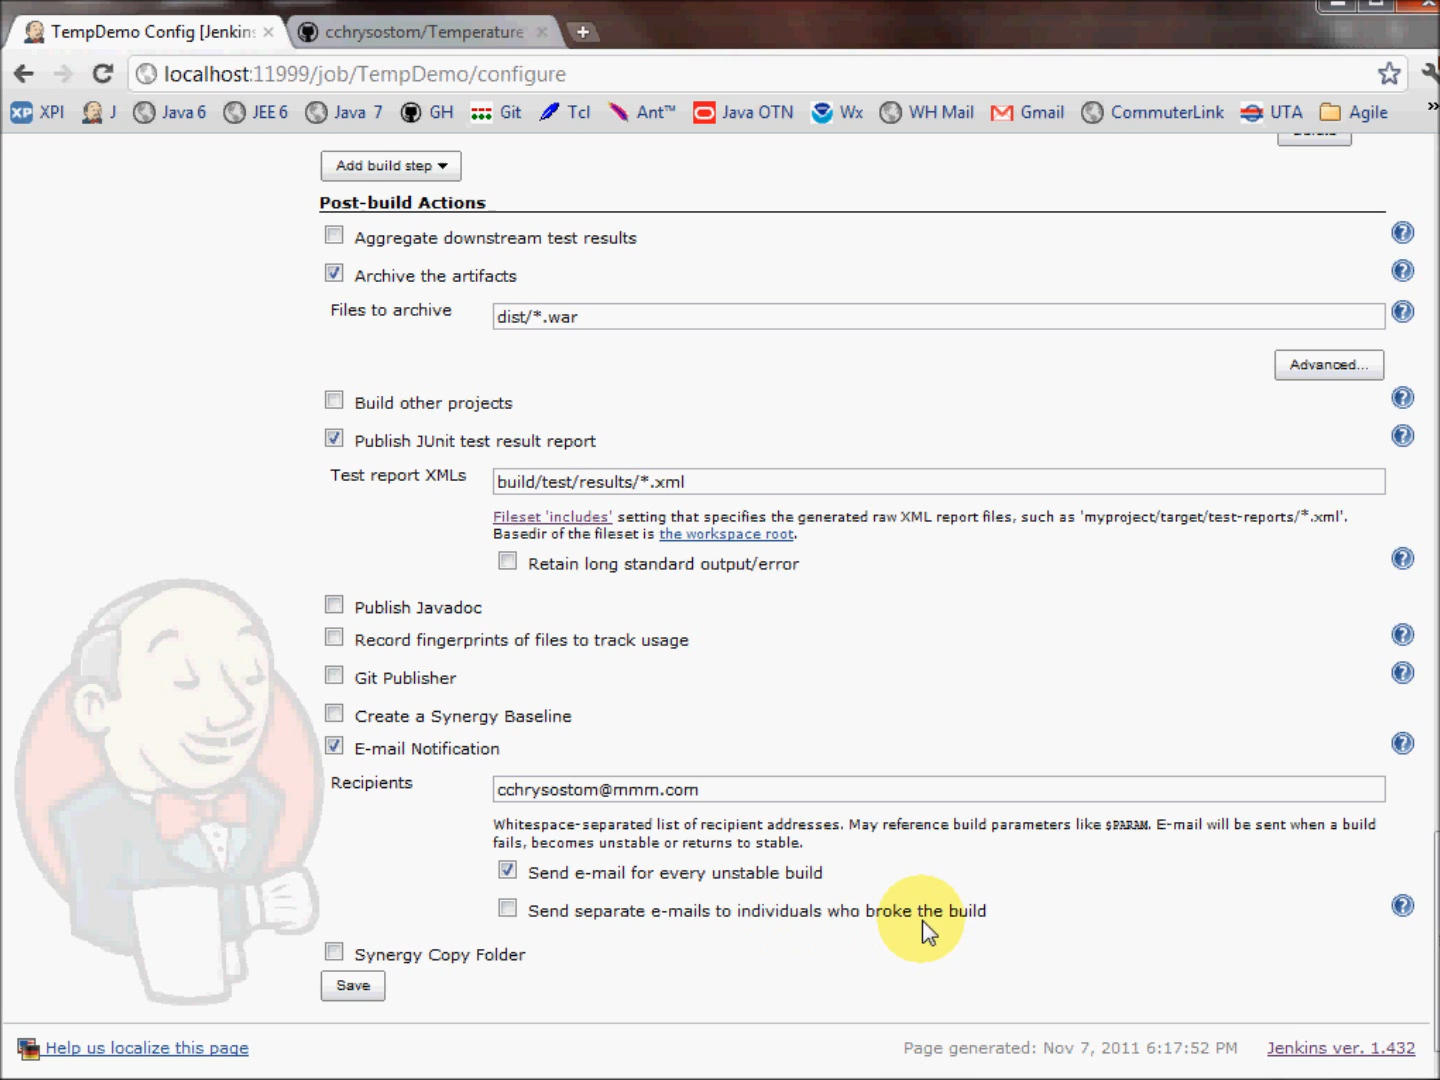 TempDemo Config [Jenkins
cchrysostom/Temperature
localhost:11999/job/TempDemo/configure
XP XPI J Java 6 JEE 6 Java 7 GH Git Tcl Ant™ Java OTN Wx WH Mail Gmail CommuterLink UTA Agile »
Add build step
Post-build Actions
Aggregate downstream test results
Archive the artifacts
Files to archive dist/*.war
Advanced...
Build other projects
Publish JUnit test result report
Test report XMLs build/test/results/*.xml
Fileset 'includes' setting that specifies the generated raw XML report files, such as 'myproject/target/test-reports/*.xml'.
Basedir of the fileset is the workspace root.
Retain long standard output/error
Publish Javadoc
Record fingerprints of files to track usage
Git Publisher
Create a Synergy Baseline
E-mail Notification
Recipients cchrysostom@mmm.com
Whitespace-separated list of recipient addresses. May reference build parameters like $PARAM. E-mail will be sent when a build
fails, becomes unstable or returns to stable.
Send e-mail for every unstable build
Send separate e-mails to individuals who broke the build
Synergy Copy Folder
Save
Help us localize this page Page generated: Nov 7, 2011 6:17:52 PM Jenkins ver. 1.432